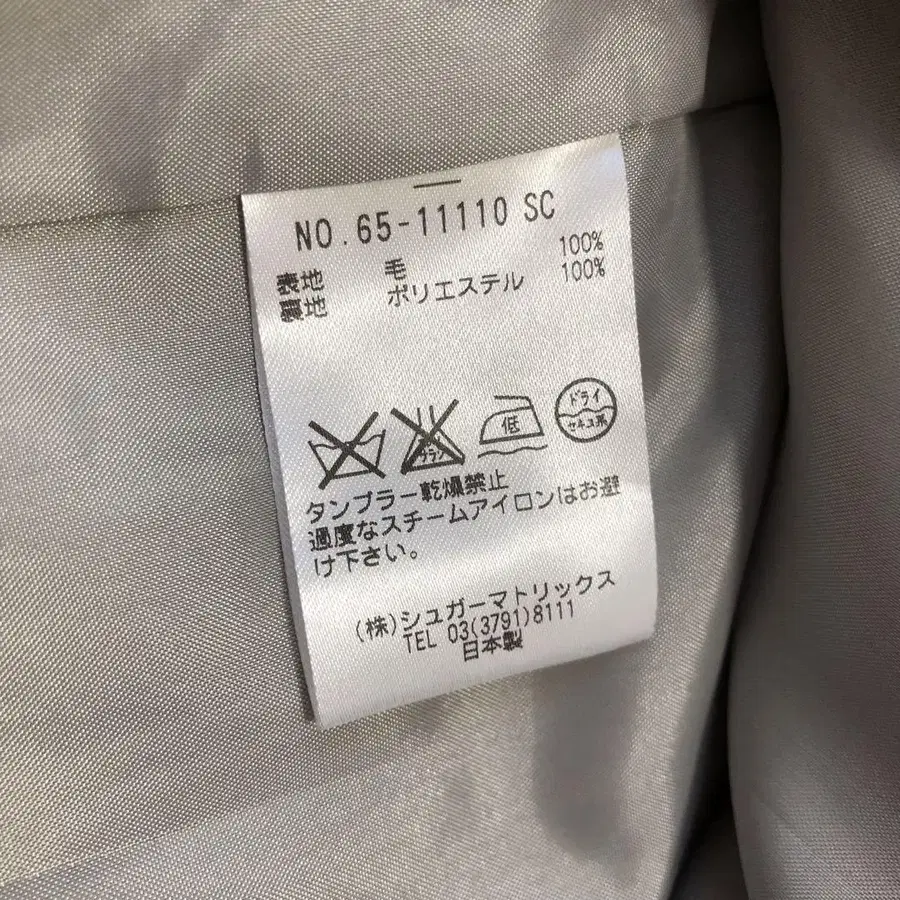 NO.65-11110 SC
表地 毛 100%
裏地 ポリエステル 100%
低
ドライ
セキユ系
タンブラー乾燥禁止
過度なスチームアイロンはお避
け下さい。
(株)シュガーマトリックス
TEL 03(3791)8111
日本製